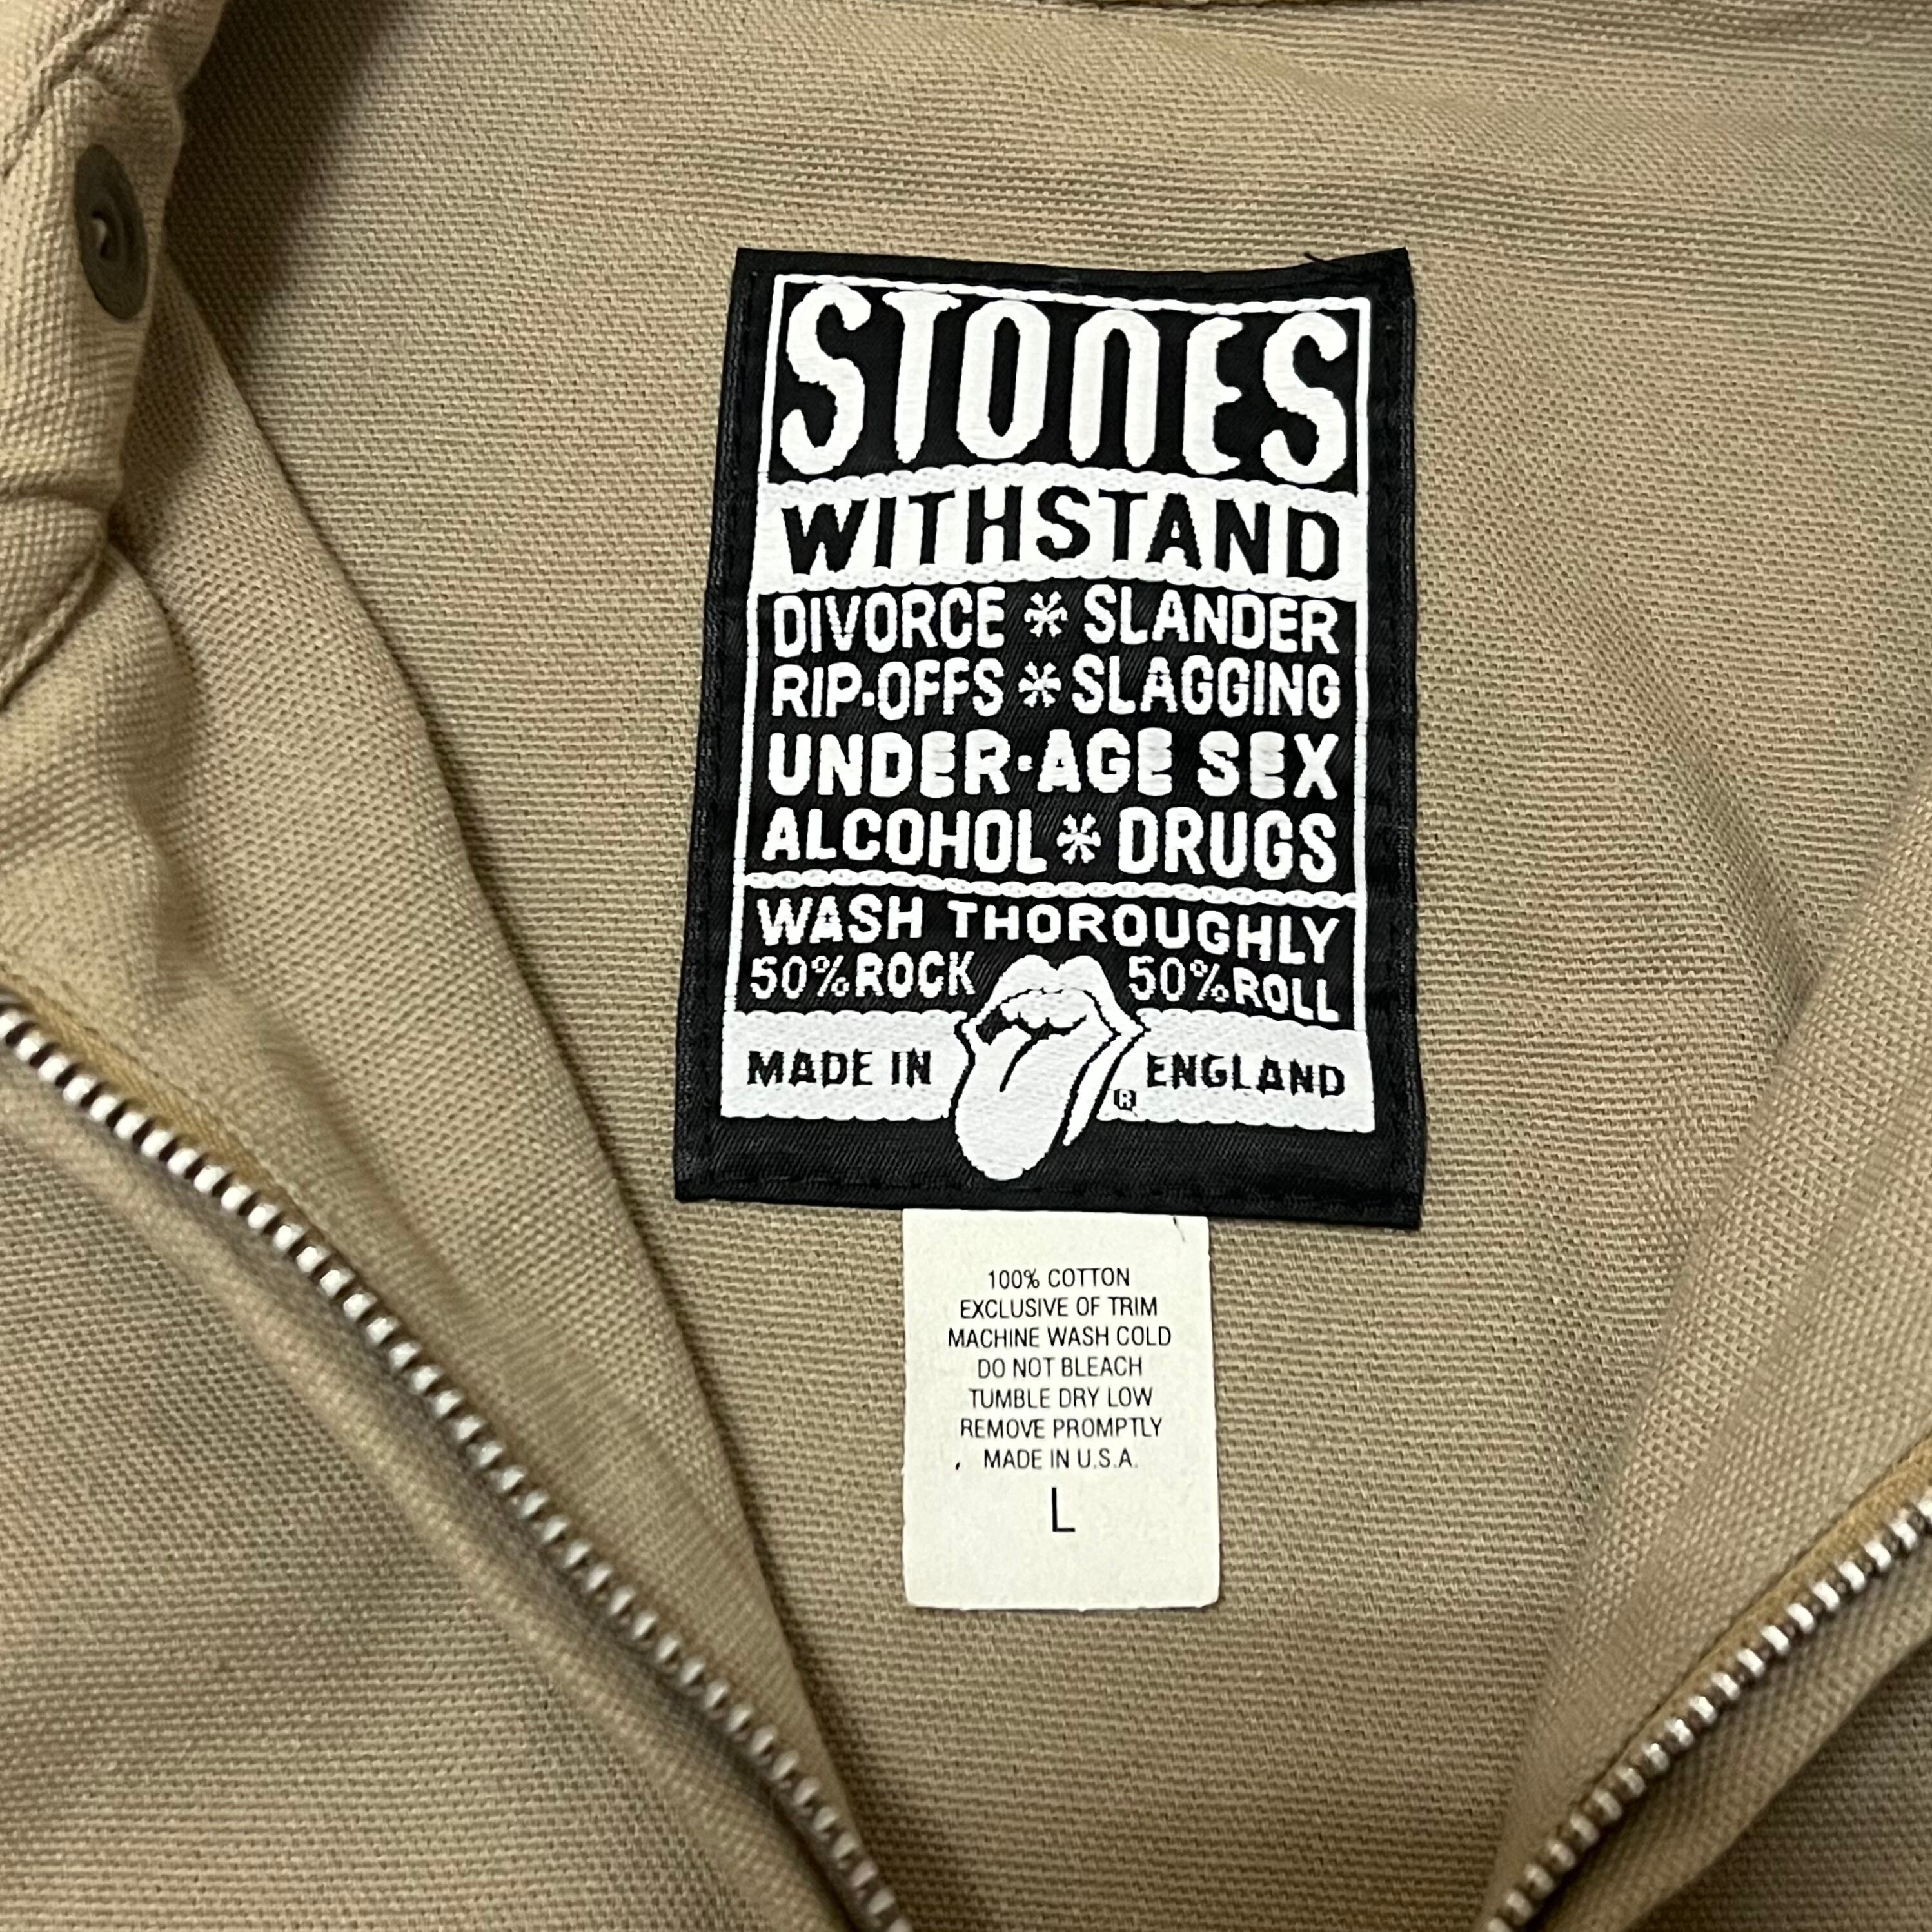 STONES
WITHSTAND
DIVORCE * SLANDER
RIP-OFFS * SLAGGING
UNDER-AGE SEX
ALCOHOL * DRUGS
WASH THOROUGHLY
50% ROCK 50% ROLL
MADE IN ENGLAND
®
100% COTTON
EXCLUSIVE OF TRIM
MACHINE WASH COLD
DO NOT BLEACH
TUMBLE DRY LOW
REMOVE PROMPTLY
MADE IN U.S.A.
L